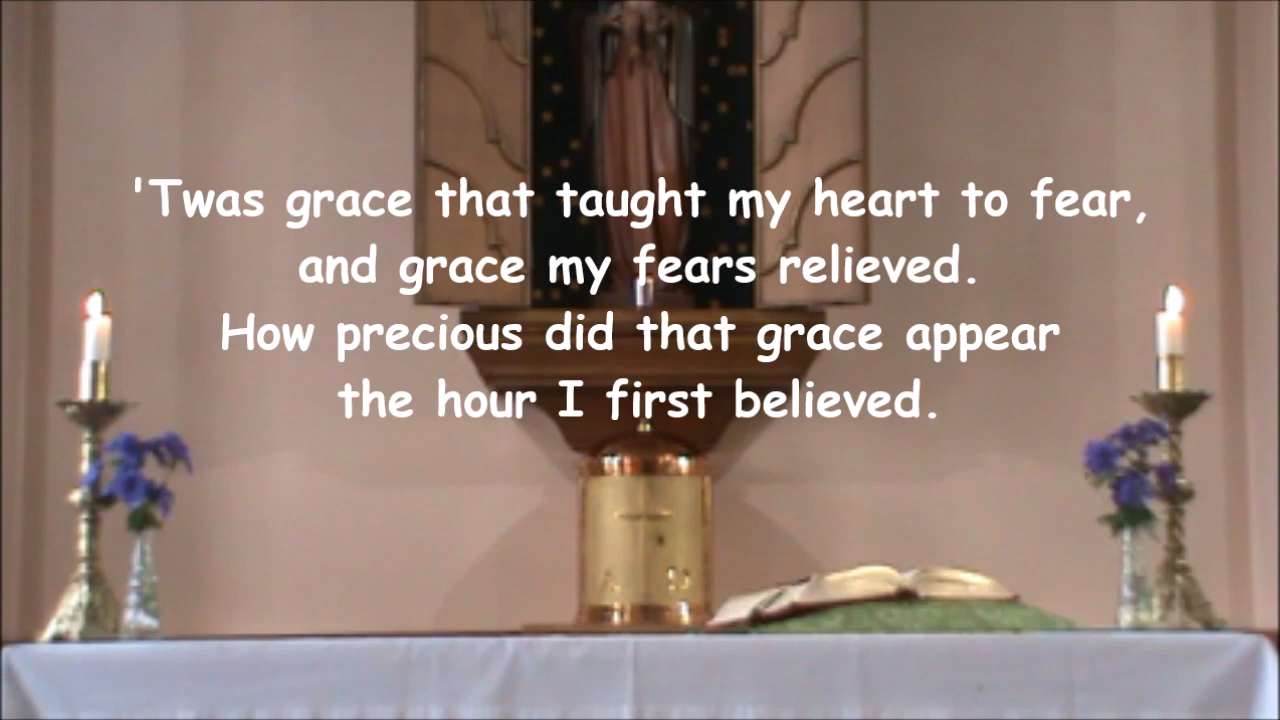 'Twas grace that taught my heart to fear,
and grace my fears relieved.
How precious did that grace appear
the hour I first believed.